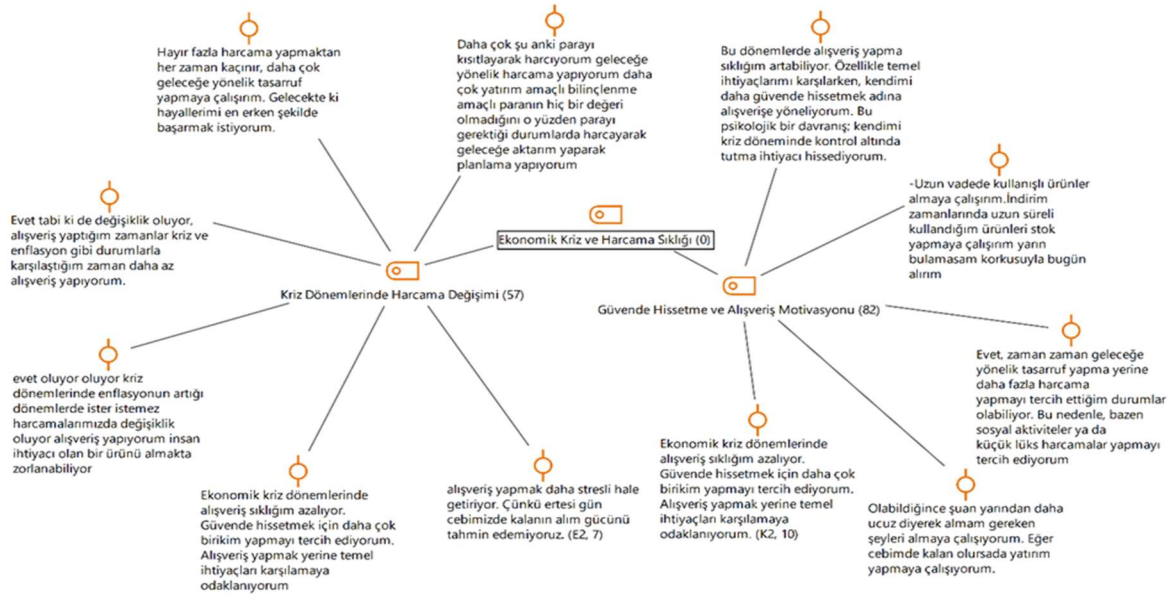 Hayır fazla harcama yapmaktan
her zaman kaçınır, daha çok
geleceğe yönelik tasarruf
yapmaya çalışırım. Gelecekte ki
hayallerimi en erken şekilde
başarmak istiyorum.
Daha çok şu anki parayı
kısıtlayarak harcıyorum geleceğe
yönelik harcama yapıyorum daha
çok yatırım amaçlı bilinçlenme
amaçlı paranın hiç bir değeri
olmadığını o yüzden parayı
gerektiği durumlarda harcayarak
geleceğe aktarım yaparak
planlama yapıyorum
Bu dönemlerde alışveriş yapma
sıklığım artabiliyor. Özellikle temel
ihtiyaçlarımı karşılarken, kendimi
daha güvende hissetmek adına
alışverişe yöneliyorum. Bu
psikolojik bir davranış; kendimi
kriz döneminde kontrol altında
tutma ihtiyacı hissediyorum.
-Uzun vadede kullanışlı ürünler
almaya çalışırım.İndirim
zamanlarında uzun süreli
kullandığım ürünleri stok
yapmaya çalışırım yarın
bulamasam korkusuyla bugün
alırım
Evet tabi ki de değişiklik oluyor,
alışveriş yaptığım zamanlar kriz ve
enflasyon gibi durumlarla
karşılaştığım zaman daha az
alışveriş yapıyorum.
Ekonomik Kriz ve Harcama Sıklığı (0)
Kriz Dönemlerinde Harcama Değişimi (57)
Güvende Hissetme ve Alışveriş Motivasyonu (82)
evet oluyor oluyor kriz
dönemlerinde enflasyonun artığı
dönemlerde ister istemez
harcamalarımızda değişiklik
oluyor alışveriş yapıyorum insan
ihtiyacı olan bir ürünü almakta
zorlanabiliyor
Evet, zaman zaman geleceğe
yönelik tasarruf yapma yerine
daha fazla harcama
yapmayı tercih ettiğim durumlar
olabiliyor. Bu nedenle, bazen
sosyal aktiviteler ya da
küçük lüks harcamalar yapmayı
tercih ediyorum
Ekonomik kriz dönemlerinde
alışveriş sıklığım azalıyor.
Güvende hissetmek için daha çok
birikim yapmayı tercih ediyorum.
Alışveriş yapmak yerine temel
ihtiyaçları karşılamaya
odaklanıyorum
alışveriş yapmak daha stresli hale
getiriyor. Çünkü ertesi gün
cebimizde kalanın alım gücünü
tahmin edemiyoruz. (E2, 7)
Ekonomik kriz dönemlerinde
alışveriş sıklığım azalıyor.
Güvende hissetmek için daha çok
birikim yapmayı tercih ediyorum.
Alışveriş yapmak yerine temel
ihtiyaçları karşılamaya
odaklanıyorum. (K2, 10)
Olabildiğince şuan yarından daha
ucuz diyerek almam gereken
şeyleri almaya çalışıyorum. Eğer
cebimde kalan olursada yatırım
yapmaya çalışıyorum.